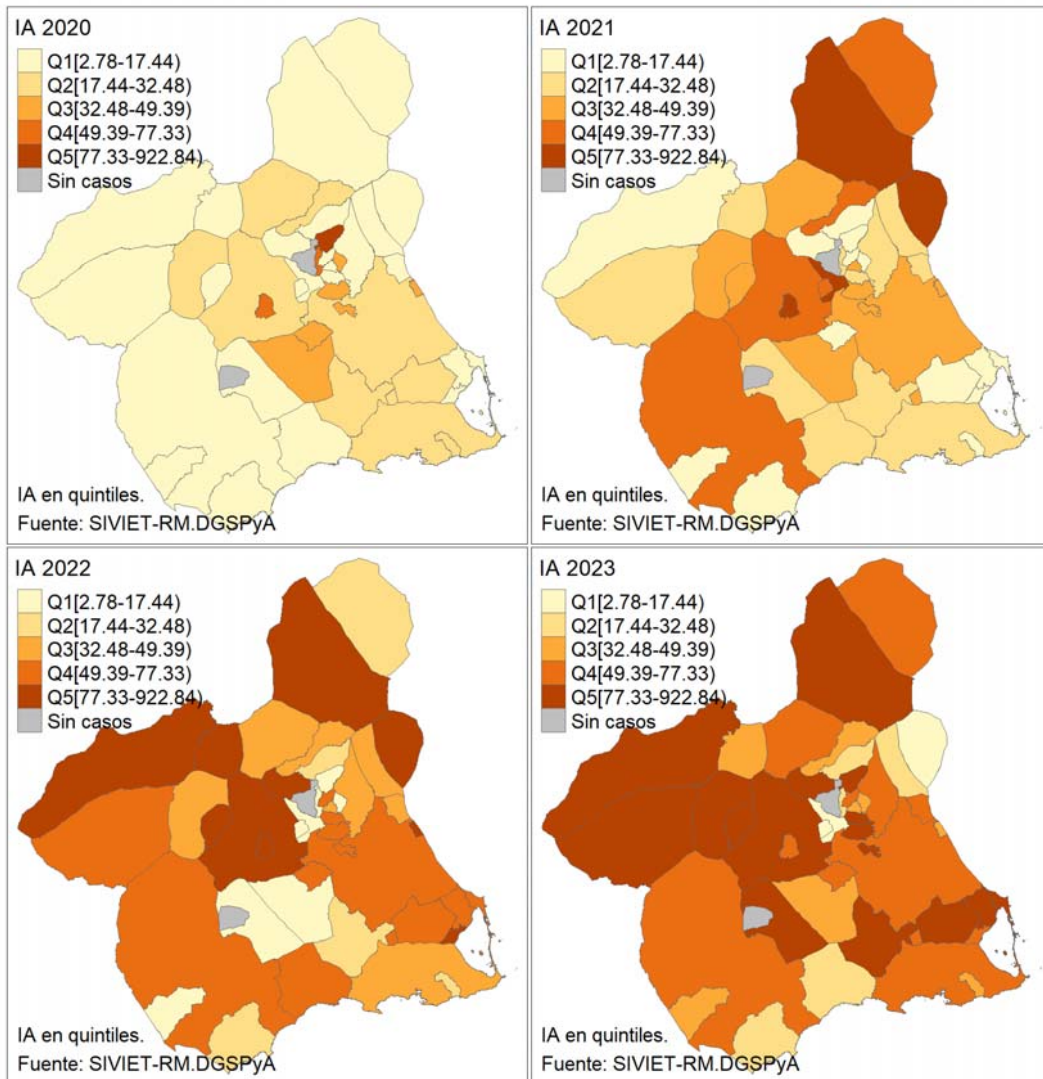 IA 2020
Q1[2.78-17.44)
Q2[17.44-32.48)
Q3[32.48-49.39)
Q4[49.39-77.33)
Q5[77.33-922.84)
Sin casos
IA en quintiles.
Fuente: SIVIET-RM.DGSPyA
IA 2021
Q1[2.78-17.44)
Q2[17.44-32.48)
Q3[32.48-49.39)
Q4[49.39-77.33)
Q5[77.33-922.84)
Sin casos
IA en quintiles.
Fuente: SIVIET-RM.DGSPyA
IA 2022
Q1[2.78-17.44)
Q2[17.44-32.48)
Q3[32.48-49.39)
Q4[49.39-77.33)
Q5[77.33-922.84)
Sin casos
IA en quintiles.
Fuente: SIVIET-RM.DGSPyA
IA 2023
Q1[2.78-17.44)
Q2[17.44-32.48)
Q3[32.48-49.39)
Q4[49.39-77.33)
Q5[77.33-922.84)
Sin casos
IA en quintiles.
Fuente: SIVIET-RM.DGSPyA